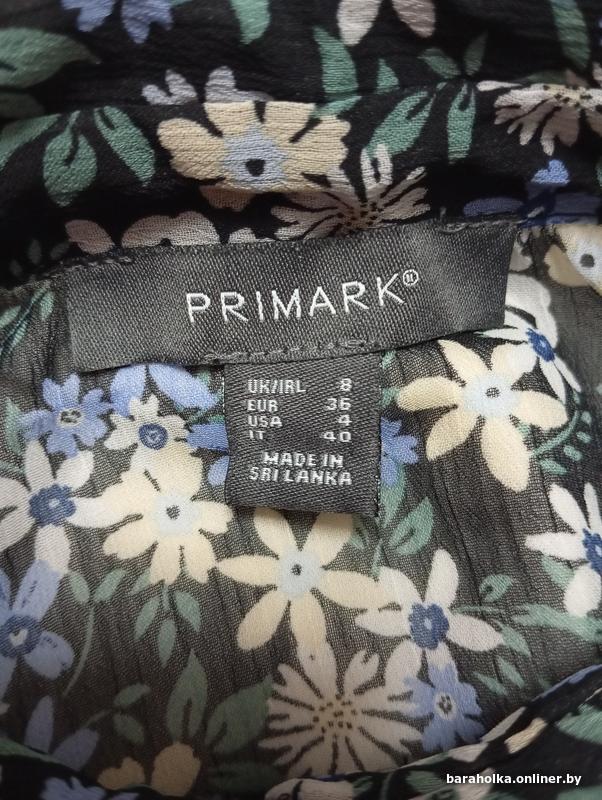 PRIMARK®
UK/IRL 8
EUR 36
USA 4
IT 40
MADE IN
SRI LANKA
baraholka.onliner.by